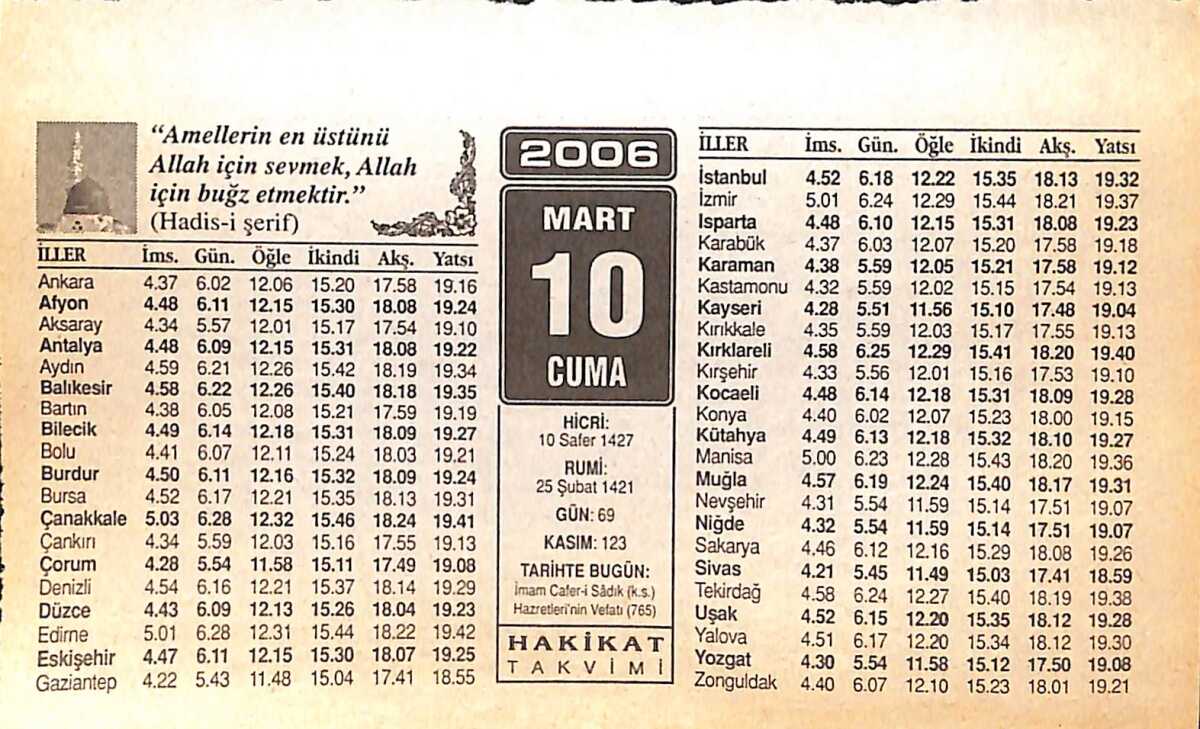 “Amellerin en üstünü
Allah için sevmek, Allah
için buğz etmektir.”
(Hadis-i şerif)
İLLER İms. Gün. Öğle İkindi Akş. Yatsı
Ankara 4.37 6.02 12.06 15.20 17.58 19.16
Afyon 4.48 6.11 12.15 15.30 18.08 19.24
Aksaray 4.34 5.57 12.01 15.17 17.54 19.10
Antalya 4.48 6.09 12.15 15.31 18.08 19.22
Aydın 4.59 6.21 12.26 15.42 18.19 19.34
Balıkesir 4.58 6.22 12.26 15.40 18.18 19.35
Bartın 4.38 6.05 12.08 15.21 17.59 19.19
Bilecik 4.49 6.14 12.18 15.31 18.09 19.27
Bolu 4.41 6.07 12.11 15.24 18.03 19.21
Burdur 4.50 6.11 12.16 15.32 18.09 19.24
Bursa 4.52 6.17 12.21 15.35 18.13 19.31
Çanakkale 5.03 6.28 12.32 15.46 18.24 19.41
Çankırı 4.34 5.59 12.03 15.16 17.55 19.13
Çorum 4.28 5.54 11.58 15.11 17.49 19.08
Denizli 4.54 6.16 12.21 15.37 18.14 19.29
Düzce 4.43 6.09 12.13 15.26 18.04 19.23
Edirne 5.01 6.28 12.31 15.44 18.22 19.42
Eskişehir 4.47 6.11 12.15 15.30 18.07 19.25
Gaziantep 4.22 5.43 11.48 15.04 17.41 18.55
2006
MART
10
CUMA
HİCRİ:
10 Safer 1427
RUMİ:
25 Şubat 1421
GÜN: 69
KASIM: 123
TARİHTE BUGÜN:
İmam Cafer-i Sâdık (k.s.)
Hazretleri'nin Vefatı (765)
HAKİKAT
TAKVİMİ
İLLER İms. Gün. Öğle İkindi Akş. Yatsı
İstanbul 4.52 6.18 12.22 15.35 18.13 19.32
İzmir 5.01 6.24 12.29 15.44 18.21 19.37
Isparta 4.48 6.10 12.15 15.31 18.08 19.23
Karabük 4.37 6.03 12.07 15.20 17.58 19.18
Karaman 4.38 5.59 12.05 15.21 17.58 19.12
Kastamonu 4.32 5.59 12.02 15.15 17.54 19.13
Kayseri 4.28 5.51 11.56 15.10 17.48 19.04
Kırıkkale 4.35 5.59 12.03 15.17 17.55 19.13
Kırklareli 4.58 6.25 12.29 15.41 18.20 19.40
Kırşehir 4.33 5.56 12.01 15.16 17.53 19.10
Kocaeli 4.48 6.14 12.18 15.31 18.09 19.28
Konya 4.40 6.02 12.07 15.23 18.00 19.15
Kütahya 4.49 6.13 12.18 15.32 18.10 19.27
Manisa 5.00 6.23 12.28 15.43 18.20 19.36
Muğla 4.57 6.19 12.24 15.40 18.17 19.31
Nevşehir 4.31 5.54 11.59 15.14 17.51 19.07
Niğde 4.32 5.54 11.59 15.14 17.51 19.07
Sakarya 4.46 6.12 12.16 15.29 18.08 19.26
Sivas 4.21 5.45 11.49 15.03 17.41 18.59
Tekirdağ 4.58 6.24 12.27 15.40 18.19 19.38
Uşak 4.52 6.15 12.20 15.35 18.12 19.28
Yalova 4.51 6.17 12.20 15.34 18.12 19.30
Yozgat 4.30 5.54 11.58 15.12 17.50 19.08
Zonguldak 4.40 6.07 12.10 15.23 18.01 19.21